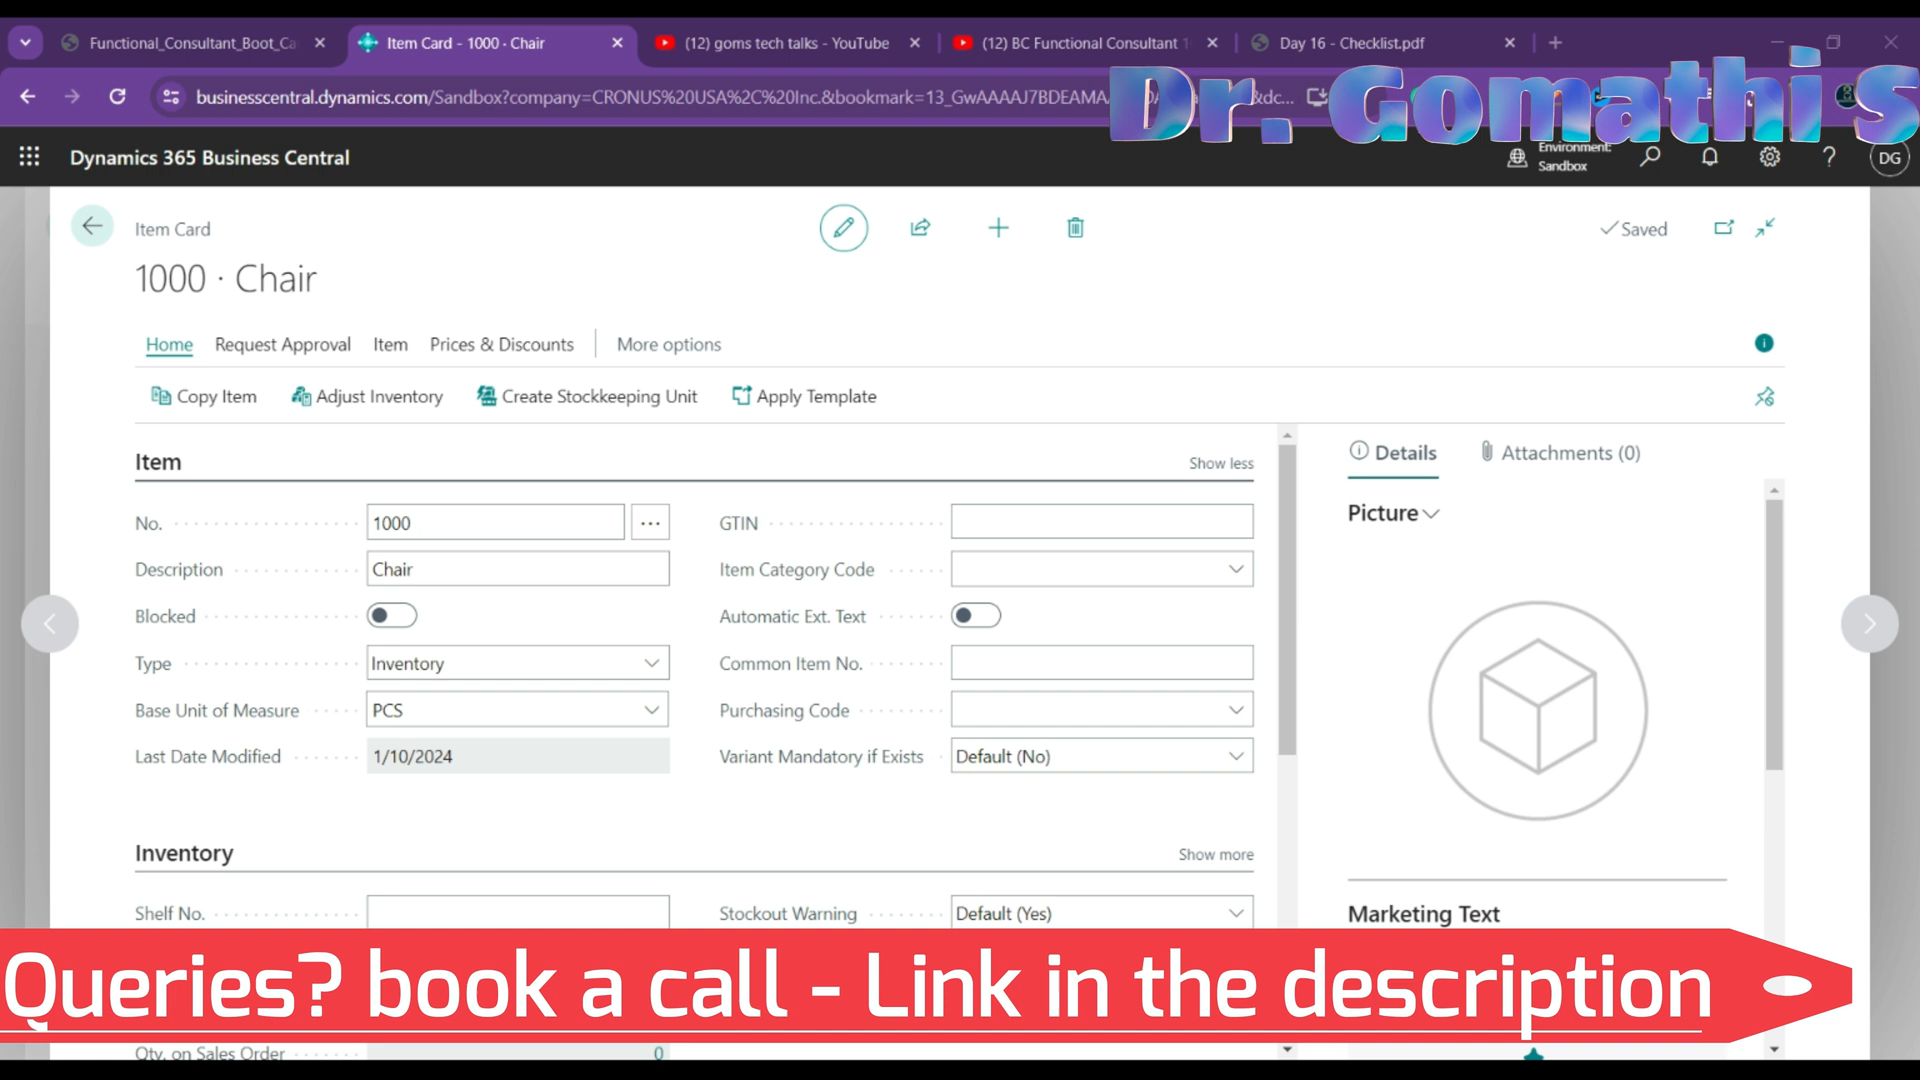 Functional_Consultant_Boot_Ca
Item Card - 1000 · Chair
(12) goms tech talks - YouTube
(12) BC Functional Consultant 1
Day 16 - Checklist.pdf
businesscentral.dynamics.com/Sandbox?company=CRONUS%20USA%2C%20Inc.&bookmark=13_GwAAAAJ7BDEAMA
&dc...
Dr. Gomathi S
Dynamics 365 Business Central
Environment:
Sandbox
DG
Item Card
Saved
1000 · Chair
Home Request Approval Item Prices & Discounts More options
Copy Item Adjust Inventory Create Stockkeeping Unit Apply Template
Item Show less
Details Attachments (0)
Picture
No. 1000 ... GTIN
Description Chair Item Category Code
Blocked Automatic Ext. Text
Type Inventory Common Item No.
Base Unit of Measure PCS Purchasing Code
Last Date Modified 1/10/2024 Variant Mandatory if Exists Default (No)
Inventory Show more
Shelf No. Stockout Warning Default (Yes)
Marketing Text
Queries? book a call - Link in the description
Qty. on Sales Order 0